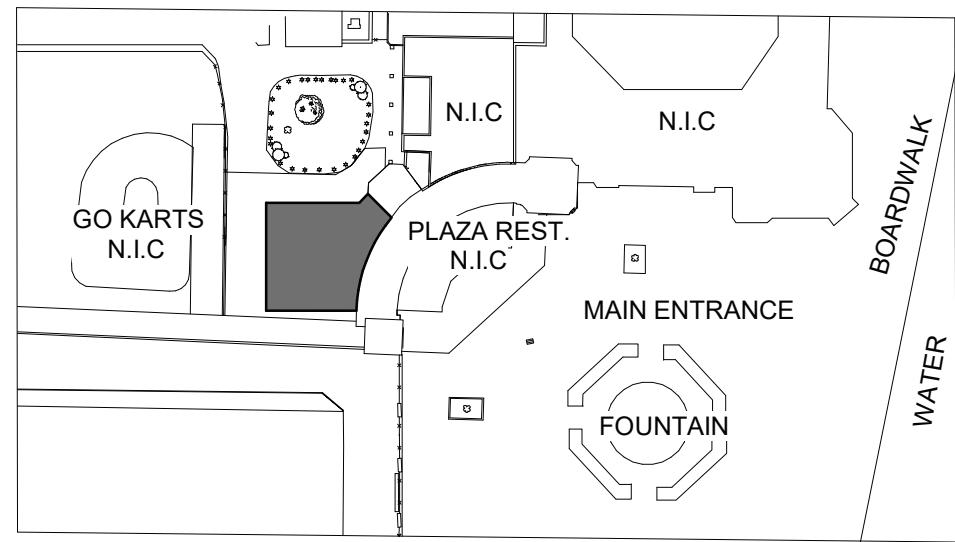 N.I.C
N.I.C
GO KARTS
N.I.C
PLAZA REST.
N.I.C
BOARDWALK
MAIN ENTRANCE
WATER
FOUNTAIN